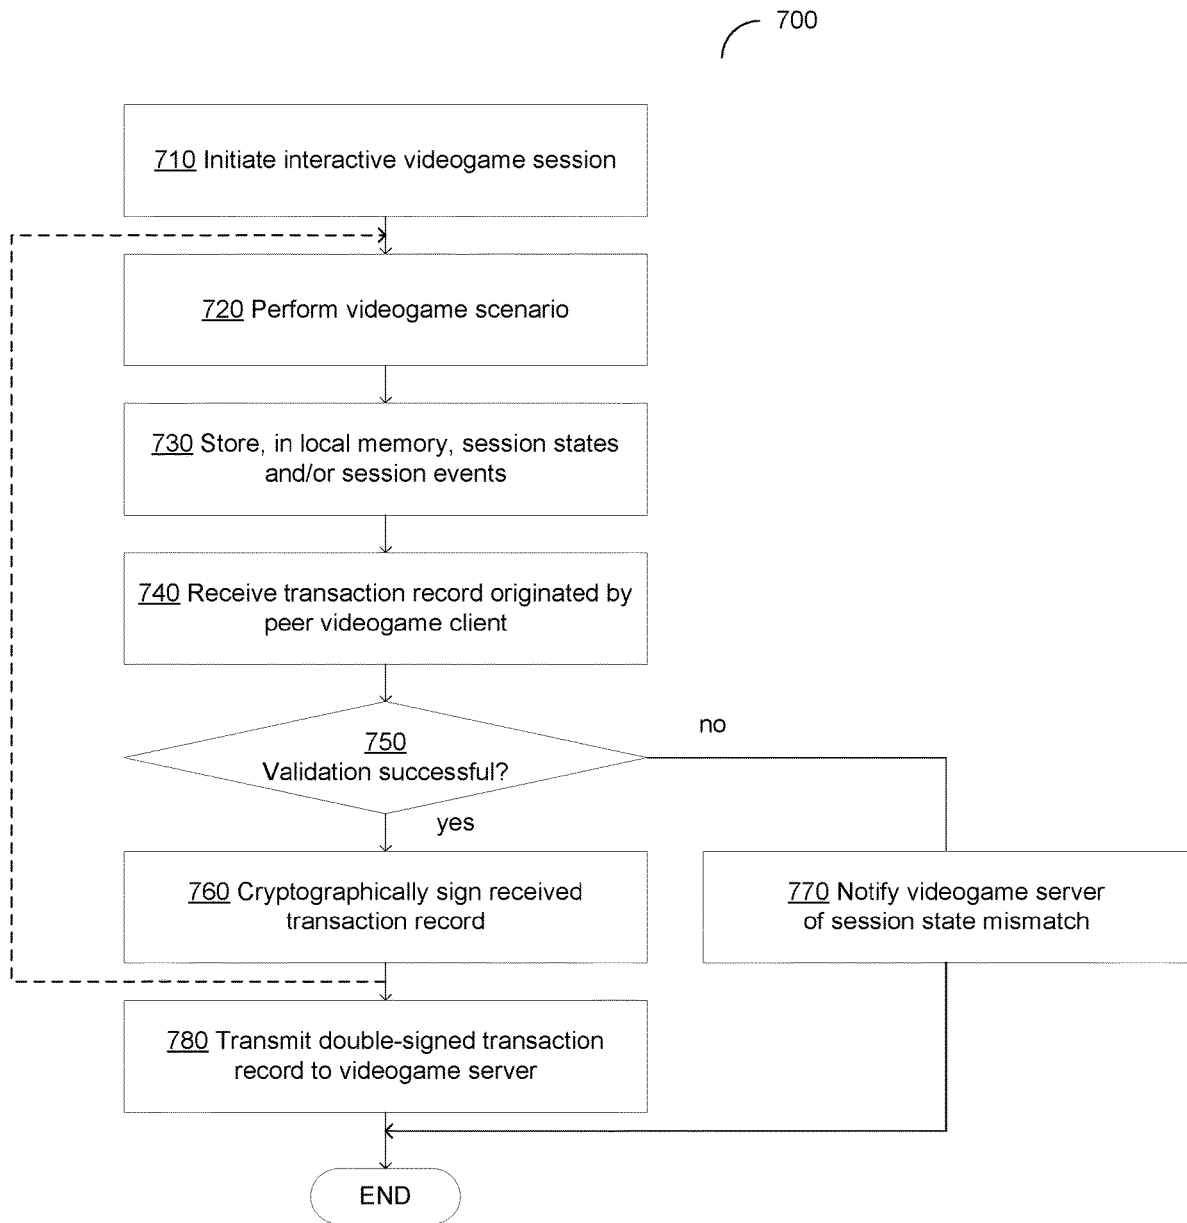 700
710 Initiate interactive videogame session
720 Perform videogame scenario
730 Store, in local memory, session states
and/or session events
740 Receive transaction record originated by
peer videogame client
750
Validation successful?
no
yes
760 Cryptographically sign received
transaction record
770 Notify videogame server
of session state mismatch
780 Transmit double-signed transaction
record to videogame server
END